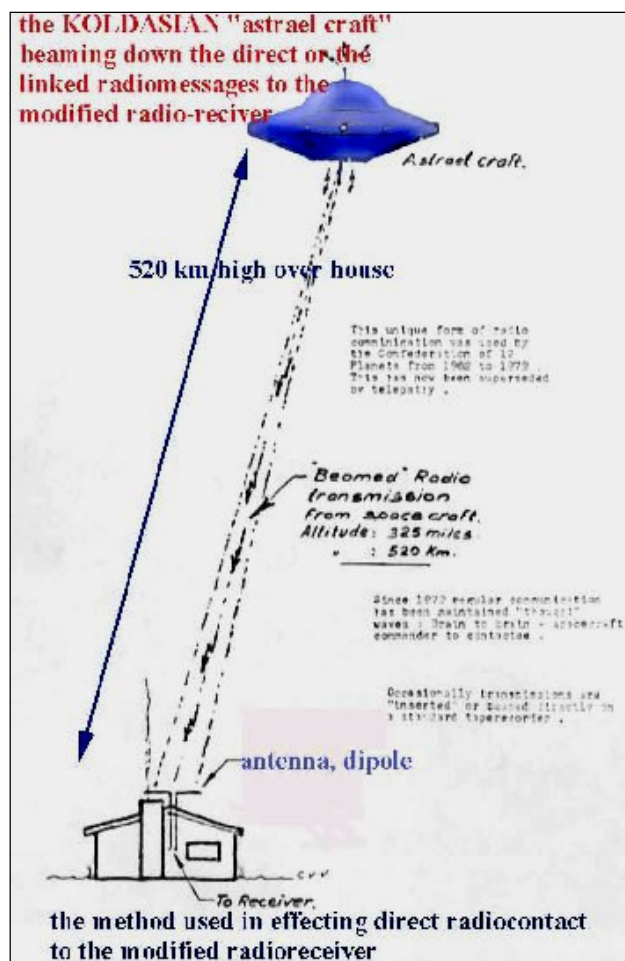 the KOLDASIAN "astrael craft"
beaming down the direct or the
linked radiomessages to the
modified radio-reciver
Astrael craft.
520 km high over house
This unique form of radio
communication was used by
the Confederation of 12
Planets from 1962 to 1979
This has now been superseded
by telepathy .
"Beamed" Radio
transmission
From space craft.
Altitude: 325 miles
" : 520 Km.
Since 1972 regular communication
has been maintained "thought"
waves : Brain to brain - spacecraft
commander to contactee .
Occasionally transmissions are
"inserted" or directly on
a standard taperecorder .
antenna, dipole
To Receiver.
the method used in effecting direct radiocontact
to the modified radioreceiver